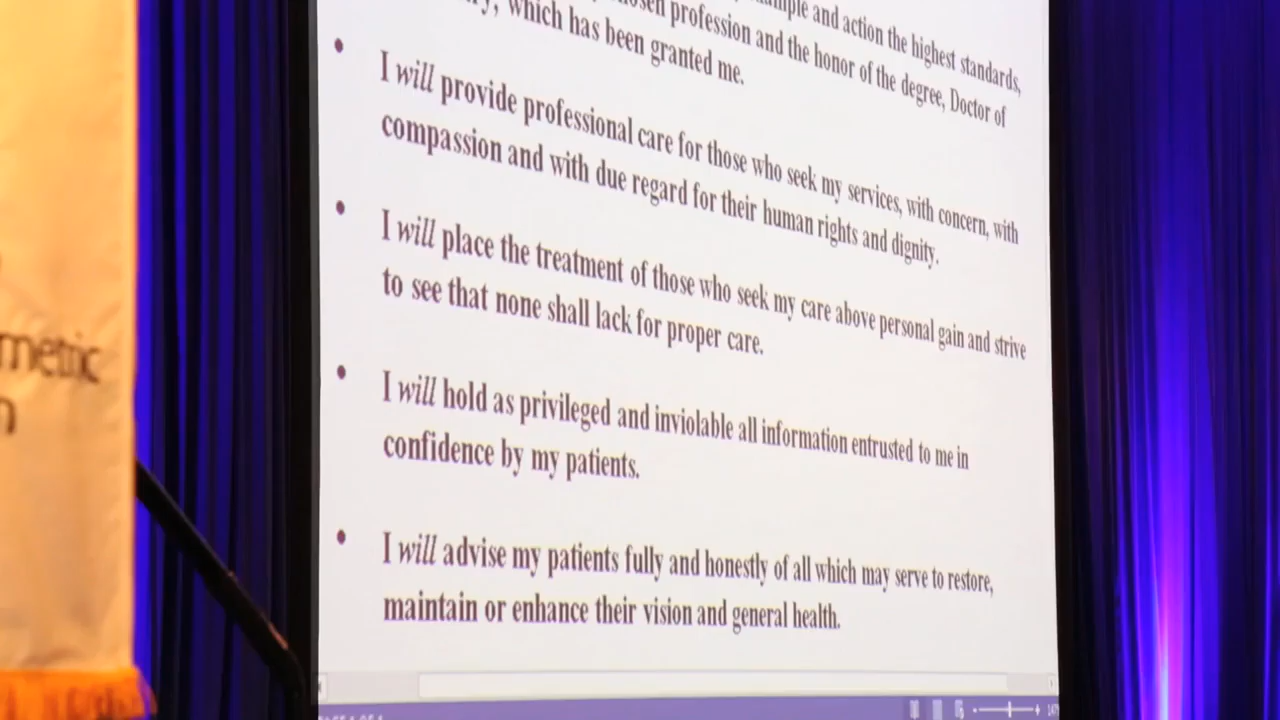 and action the highest standards,
profession and the honor of the degree, Doctor of
which has been granted me.
• I will provide professional care for those who seek my services, with concern, with
compassion and with due regard for their human rights and dignity.
• I will place the treatment of those who seek my care above personal gain and strive
to see that none shall lack for proper care.
• I will hold as privileged and inviolable all information entrusted to me in
confidence by my patients.
• I will advise my patients fully and honestly of all which may serve to restore,
maintain or enhance their vision and general health.
metric
n